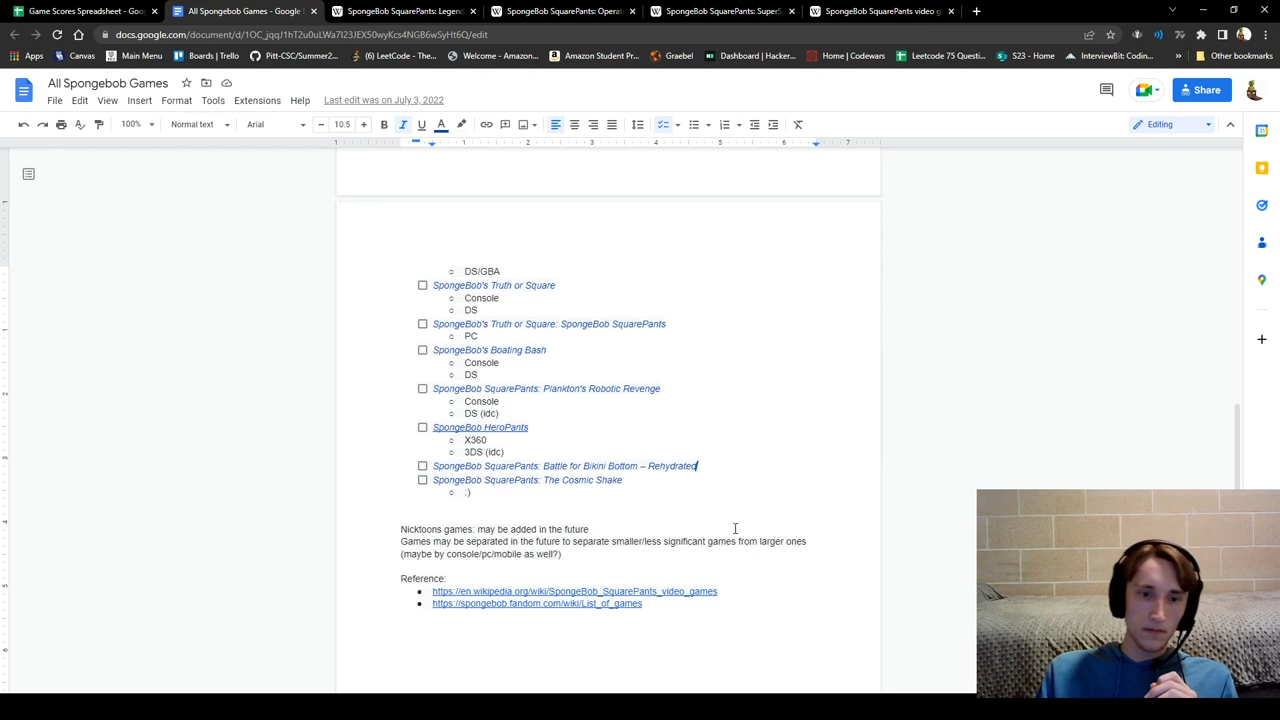 Game Scores Spreadsheet - Goo
All Spongebob Games - Google D
SpongeBob SquarePants: Legend
SpongeBob SquarePants: Operat
SpongeBob SquarePants: SuperS
SpongeBob SquarePants video g
docs.google.com/document/d/1OC_jqqJ1hT2u0uLWa7I23JEX50wyKcs4NGB6wSyHt6Q/edit
Apps
Canvas
Main Menu
Boards | Trello
Pitt-CSC/Summer2...
(6) LeetCode - The...
Welcome - Amazon...
Amazon Student Pr...
Graebel
Dashboard | Hacker...
Home | Codewars
Leetcode 75 Questi...
S23 - Home
InterviewBit: Codin...
Other bookmarks
All Spongebob Games
File Edit View Insert Format Tools Extensions Help Last edit was on July 3, 2022
Share
100% Normal text Arial 10.5 Editing
DS/GBA
SpongeBob's Truth or Square
Console
DS
SpongeBob's Truth or Square: SpongeBob SquarePants
PC
SpongeBob's Boating Bash
Console
DS
SpongeBob SquarePants: Plankton's Robotic Revenge
Console
DS (idc)
SpongeBob HeroPants
X360
3DS (idc)
SpongeBob SquarePants: Battle for Bikini Bottom – Rehydrated
SpongeBob SquarePants: The Cosmic Shake
:)
Nicktoons games: may be added in the future
Games may be separated in the future to separate smaller/less significant games from larger ones
(maybe by console/pc/mobile as well?)
Reference:
https://en.wikipedia.org/wiki/SpongeBob_SquarePants_video_games
https://spongebob.fandom.com/wiki/List_of_games